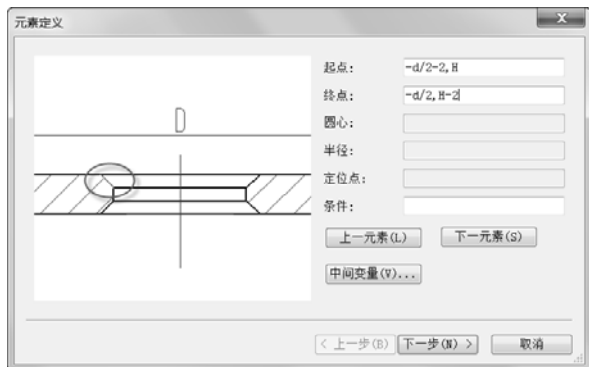 元素定义
D
起点： -d/2-2,H
终点： -d/2,H-2
圆心：
半径：
定位点：
条件：
上一元素(L) 下一元素(S)
中间变量(V)...
< 上一步(B) 下一步(N) > 取消